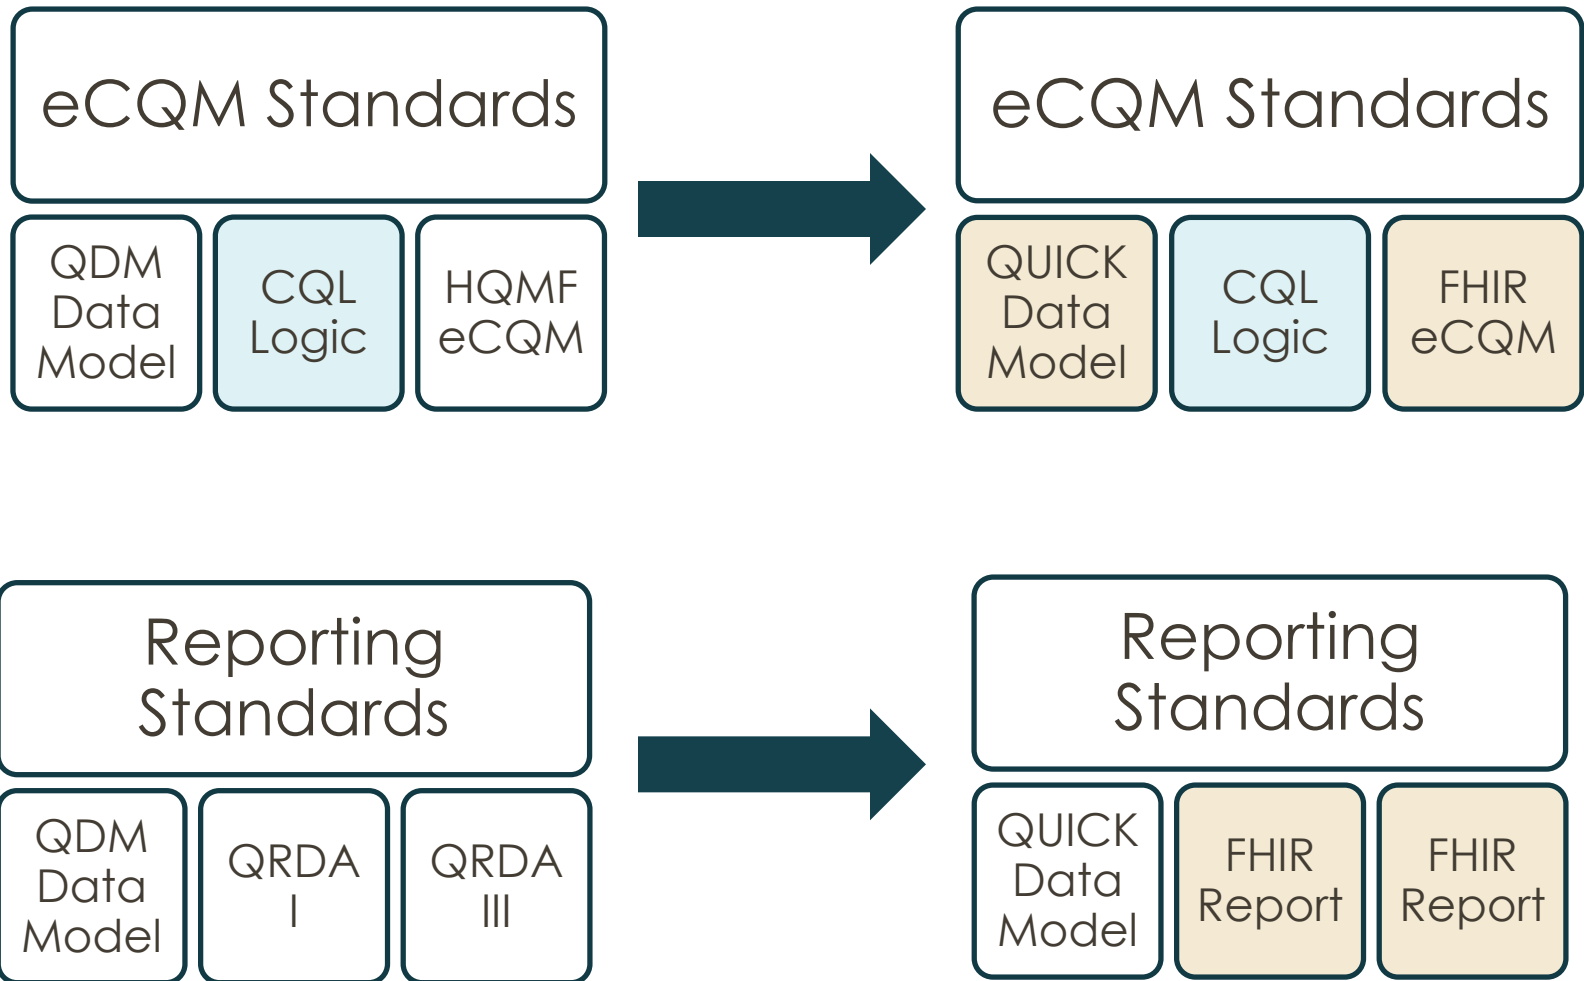 eCQM Standards
QDM
Data
Model
CQL
Logic
HQMF
eCQM
eCQM Standards
QUICK
Data
Model
CQL
Logic
FHIR
eCQM
Reporting
Standards
QDM
Data
Model
QRDA
I
QRDA
III
Reporting
Standards
QUICK
Data
Model
FHIR
Report
FHIR
Report